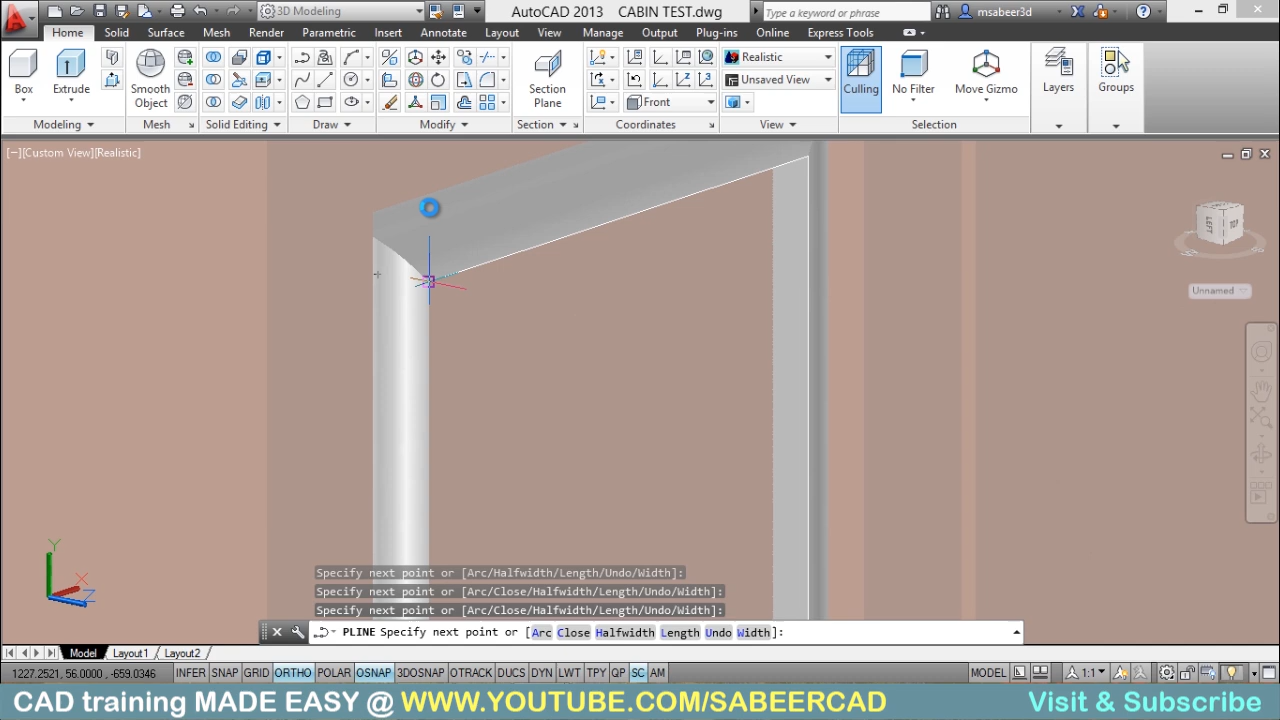 3D Modeling
AutoCAD 2013 CABIN TEST.dwg
Type a keyword or phrase
msabeer3d
Home Solid Surface Mesh Render Parametric Insert Annotate Layout View Manage Output Plug-ins Online Express Tools
Box
Extrude
Smooth Object
Section Plane
Realistic
Unsaved View
Front
Culling
No Filter
Move Gizmo
Layers
Groups
Modeling Mesh Solid Editing Draw Modify Section Coordinates View Selection
[−][Custom View][Realistic]
LEFT
Unnamed
Y
X
Z
Specify next point or [Arc/Halfwidth/Length/Undo/Width]:
Specify next point or [Arc/Close/Halfwidth/Length/Undo/Width]:
Specify next point or [Arc/Close/Halfwidth/Length/Undo/Width]:
PLINE Specify next point or [Arc Close Halfwidth Length Undo Width]:
Model Layout1 Layout2
1227.2521, 56.0000, -659.0346 INFER SNAP GRID ORTHO POLAR OSNAP 3DOSNAP OTRACK DUCS DYN LWT TPY QP SC AM MODEL 1:1
CAD training MADE EASY @ WWW.YOUTUBE.COM/SABEERCAD Visit & Subscribe